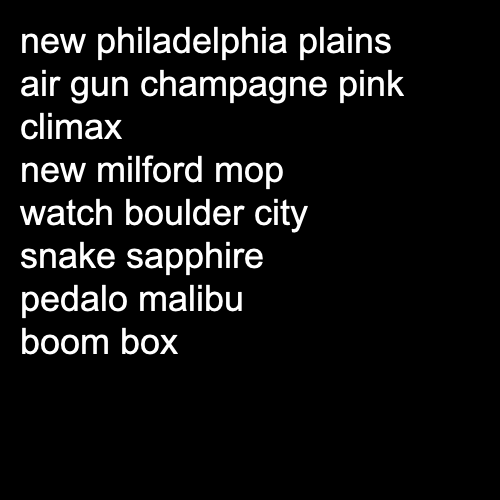 new philadelphia plains
air gun champagne pink
climax
new milford mop
watch boulder city
snake sapphire
pedalo malibu
boom box